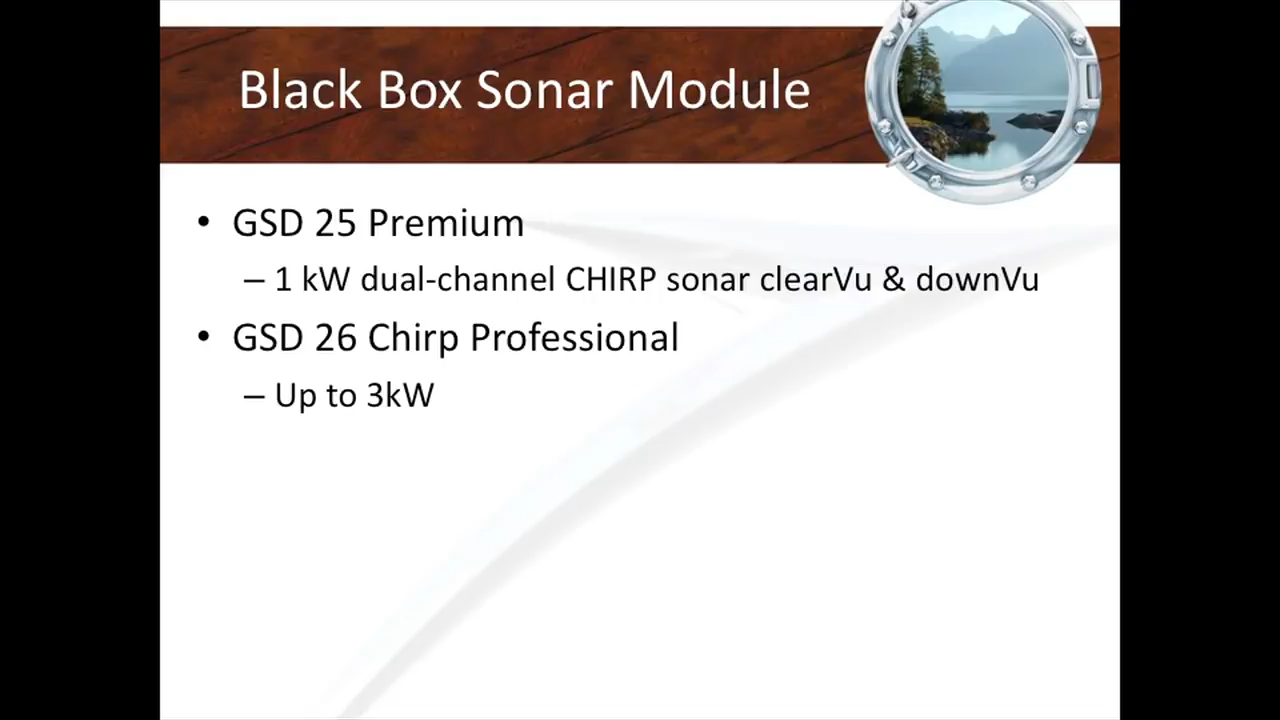 Black Box Sonar Module
• GSD 25 Premium
– 1 kW dual-channel CHIRP sonar clearVu & downVu
• GSD 26 Chirp Professional
– Up to 3kW